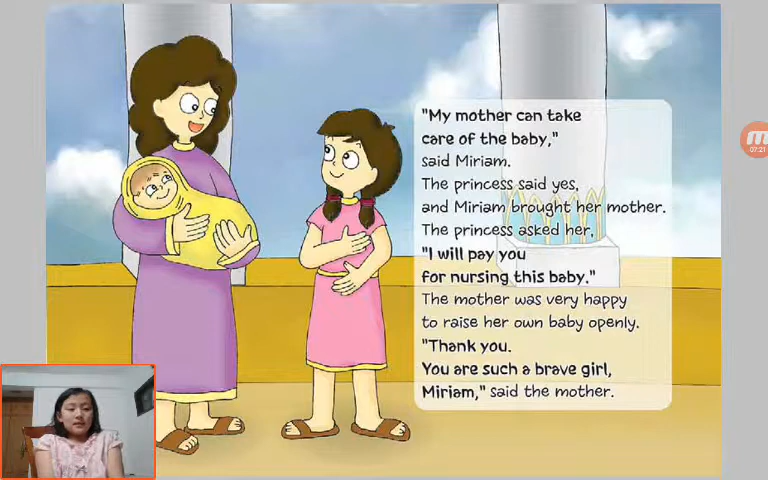 "My mother can take
care of the baby,"
said Miriam.
The princess said yes,
and Miriam brought her mother.
The princess asked her,
"I will pay you
for nursing this baby."
The mother was very happy
to raise her own baby openly.
"Thank you.
You are such a brave girl,
Miriam," said the mother.
07:21